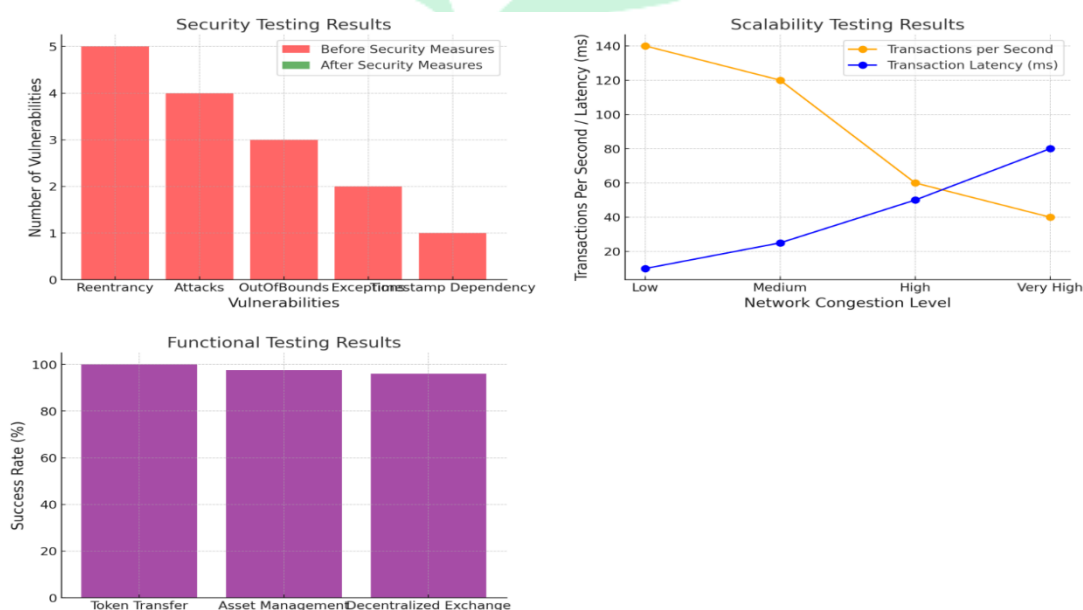 Security Testing Results
Number of Vulnerabilities
5
4
3
2
1
0
Before Security Measures
After Security Measures
Reentrancy
Attacks
OutOfBounds
Exceptions
Timestamp Dependency
Vulnerabilities
Scalability Testing Results
Transactions Per Second / Latency (ms)
140
120
100
80
60
40
20
Transactions per Second
Transaction Latency (ms)
Low
Medium
High
Very High
Network Congestion Level
Functional Testing Results
Success Rate (%)
100
80
60
40
20
0
Token Transfer
Asset Management
Decentralized Exchange